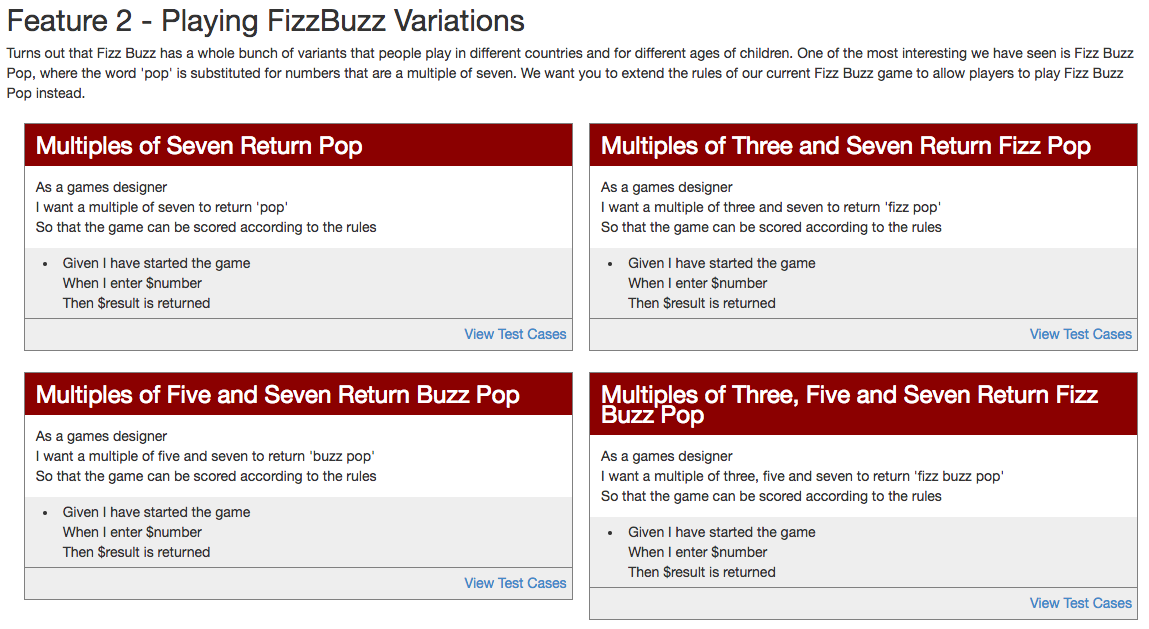 Feature 2 - Playing FizzBuzz Variations
Turns out that Fizz Buzz has a whole bunch of variants that people play in different countries and for different ages of children. One of the most interesting we have seen is Fizz Buzz
Pop, where the word 'pop' is substituted for numbers that are a multiple of seven. We want you to extend the rules of our current Fizz Buzz game to allow players to play Fizz Buzz
Pop instead.
Multiples of Seven Return Pop
As a games designer
I want a multiple of seven to return 'pop'
So that the game can be scored according to the rules
• Given I have started the game
When I enter $number
Then $result is returned
View Test Cases
Multiples of Three and Seven Return Fizz Pop
As a games designer
I want a multiple of three and seven to return 'fizz pop'
So that the game can be scored according to the rules
• Given I have started the game
When I enter $number
Then $result is returned
View Test Cases
Multiples of Five and Seven Return Buzz Pop
As a games designer
I want a multiple of five and seven to return 'buzz pop'
So that the game can be scored according to the rules
• Given I have started the game
When I enter $number
Then $result is returned
View Test Cases
Multiples of Three, Five and Seven Return Fizz
Buzz Pop
As a games designer
I want a multiple of three, five and seven to return 'fizz buzz pop'
So that the game can be scored according to the rules
• Given I have started the game
When I enter $number
Then $result is returned
View Test Cases